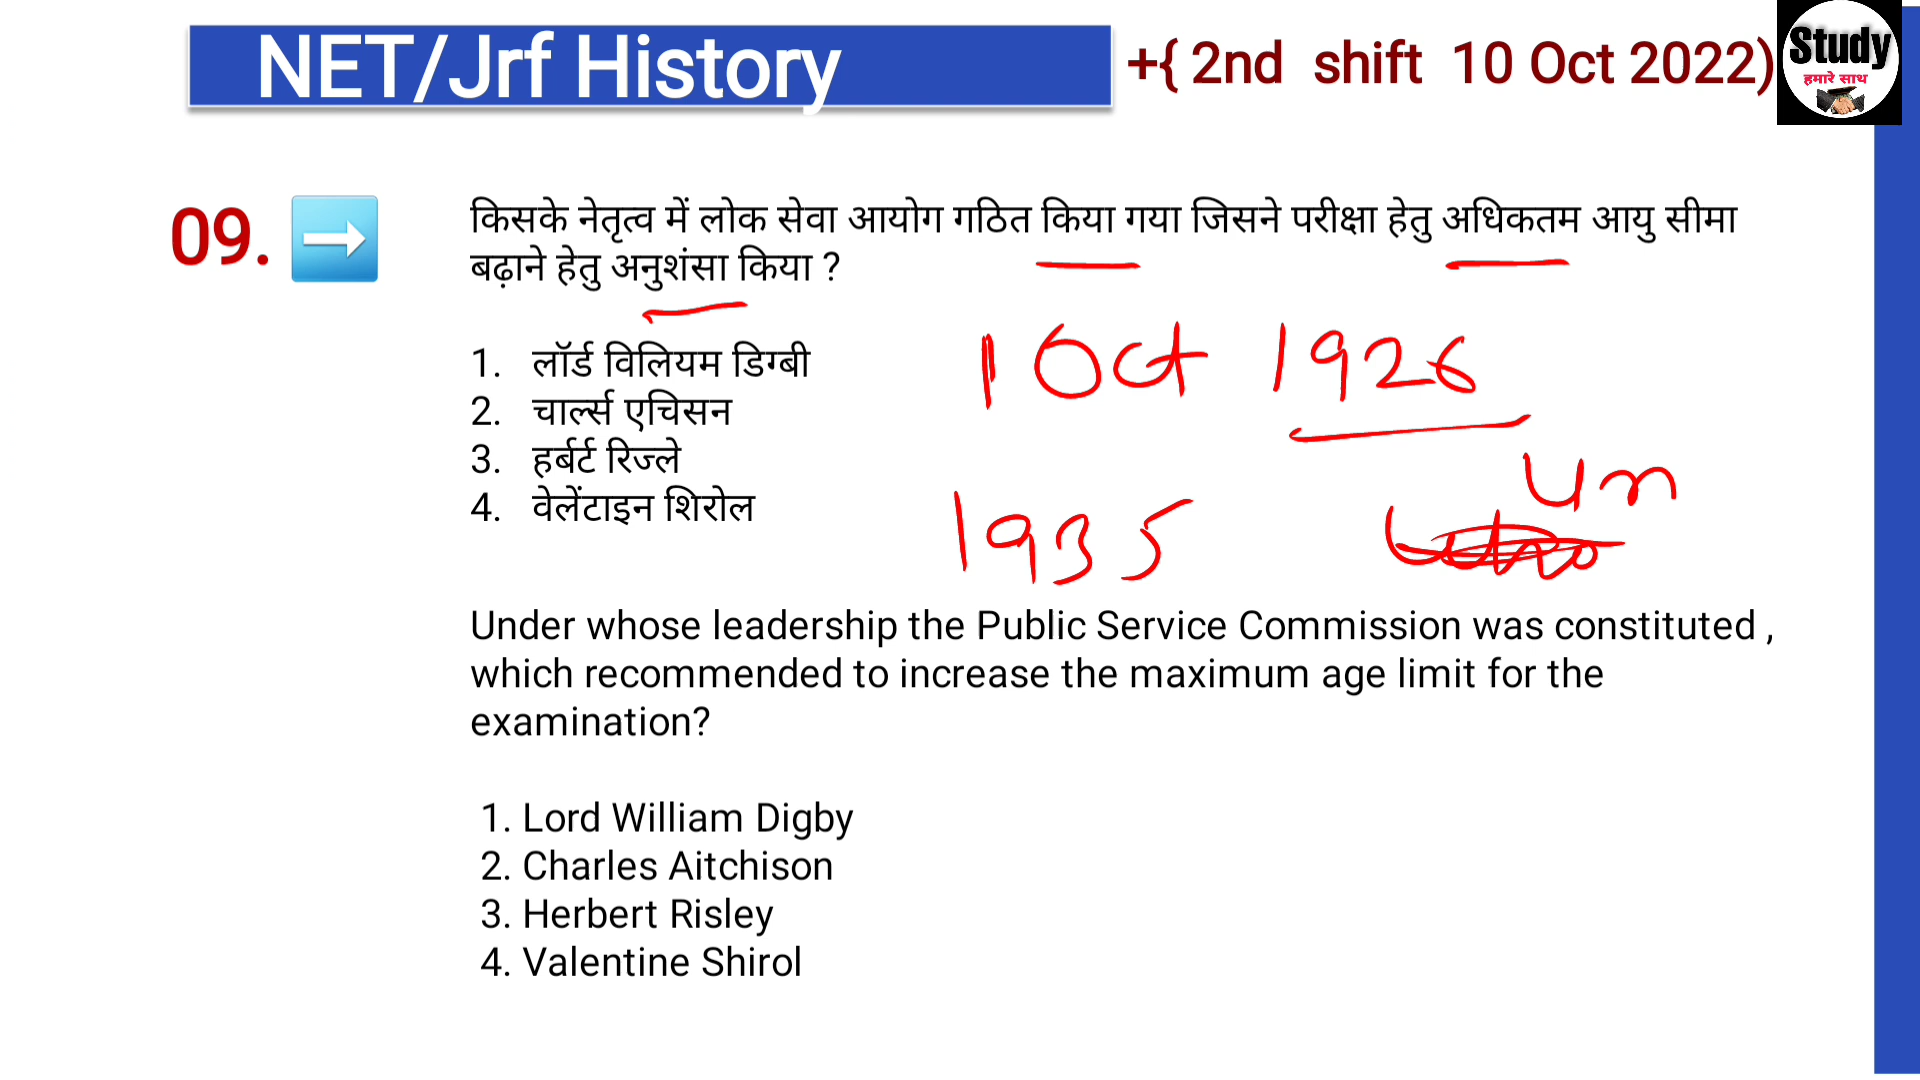 NET/Jrf History
+{ 2nd shift 10 Oct 2022)
Study
हमारे साथ
09.
किसके नेतृत्व में लोक सेवा आयोग गठित किया गया जिसने परीक्षा हेतु अधिकतम आयु सीमा
बढ़ाने हेतु अनुशंसा किया ?
1. लॉर्ड विलियम डिग्बी
2. चार्ल्स एचिसन
3. हर्बर्ट रिज्ले
4. वेलेंटाइन शिरोल
1 Oct 1926
1935
Under whose leadership the Public Service Commission was constituted ,
which recommended to increase the maximum age limit for the
examination?
1. Lord William Digby
2. Charles Aitchison
3. Herbert Risley
4. Valentine Shirol